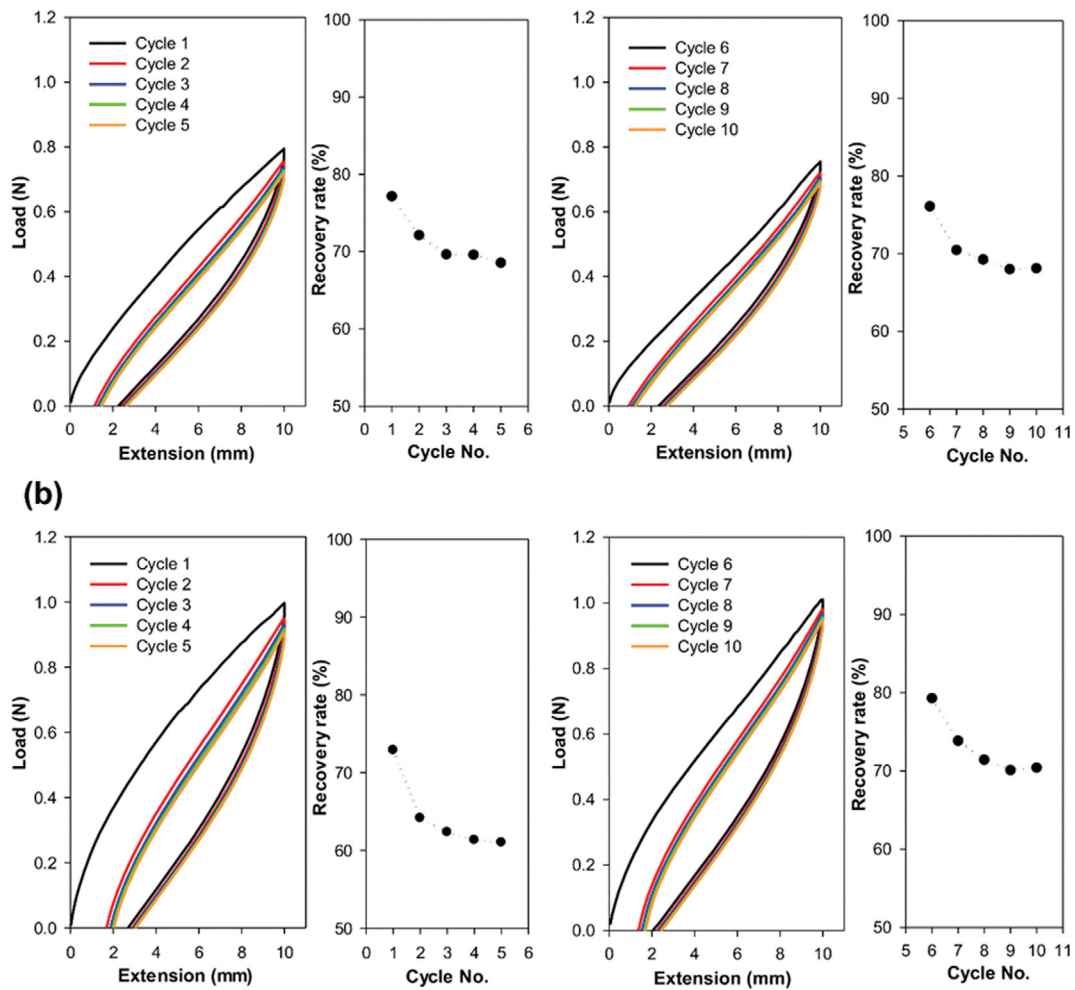 1.2
1.0
0.8
0.6
0.4
0.2
0.0
Load (N)
Cycle 1
Cycle 2
Cycle 3
Cycle 4
Cycle 5
0 2 4 6 8 10
Extension (mm)
100
90
80
70
60
50
Recovery rate (%)
0 1 2 3 4 5 6
Cycle No.
1.2
1.0
0.8
0.6
0.4
0.2
0.0
Load (N)
Cycle 6
Cycle 7
Cycle 8
Cycle 9
Cycle 10
0 2 4 6 8 10
Extension (mm)
100
90
80
70
60
50
Recovery rate (%)
5 6 7 8 9 10 11
Cycle No.
(b)
1.2
1.0
0.8
0.6
0.4
0.2
0.0
Load (N)
Cycle 1
Cycle 2
Cycle 3
Cycle 4
Cycle 5
0 2 4 6 8 10
Extension (mm)
100
90
80
70
60
50
Recovery rate (%)
0 1 2 3 4 5 6
Cycle No.
1.2
1.0
0.8
0.6
0.4
0.2
0.0
Load (N)
Cycle 6
Cycle 7
Cycle 8
Cycle 9
Cycle 10
0 2 4 6 8 10
Extension (mm)
100
90
80
70
60
50
Recovery rate (%)
5 6 7 8 9 10 11
Cycle No.